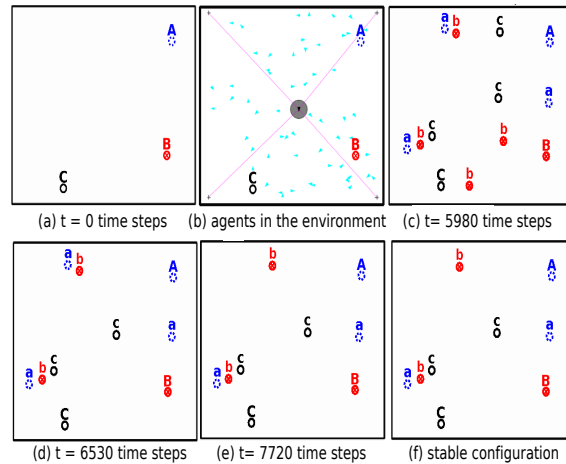 A
B
C
(a) t = 0 time steps
A
B
C
(b) agents in the environment
a b c A
c a
a b c b B
C b
(c) t= 5980 time steps
a b A
c a
a b c B
C
(d) t = 6530 time steps
b A
c a
a b c B
C
(e) t= 7720 time steps
b A
c a
a b c B
C
(f) stable configuration